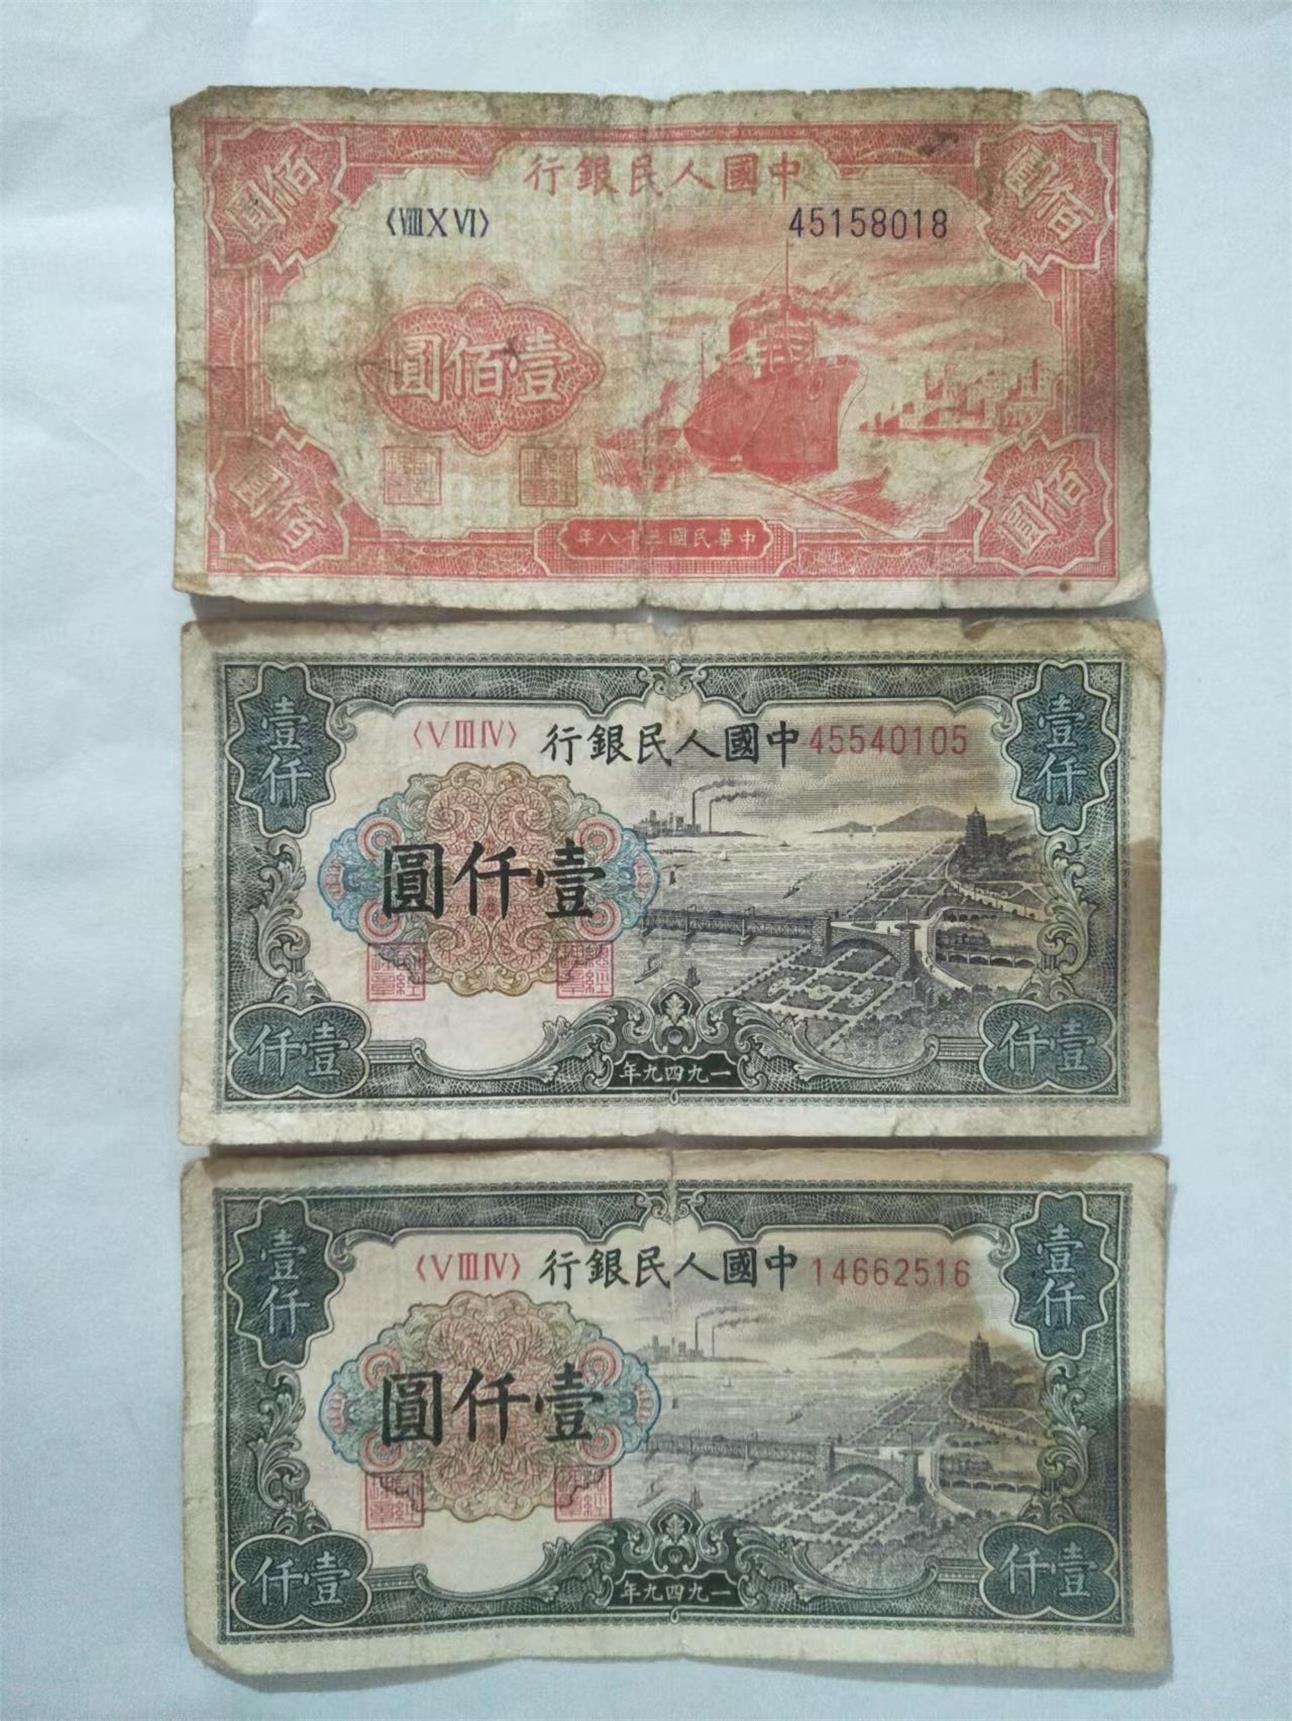 中國人民銀行
〈ⅧⅩⅥ〉
45158018
佰圓
佰圓
壹佰圓
佰圓
佰圓
中華民國三十八年
壹仟
壹仟
〈ⅤⅢⅣ〉
中國人民銀行
45540105
壹仟圓
壹仟
壹仟
一九四九年
壹仟
壹仟
〈ⅤⅢⅣ〉
中國人民銀行
14662516
壹仟圓
壹仟
壹仟
一九四九年